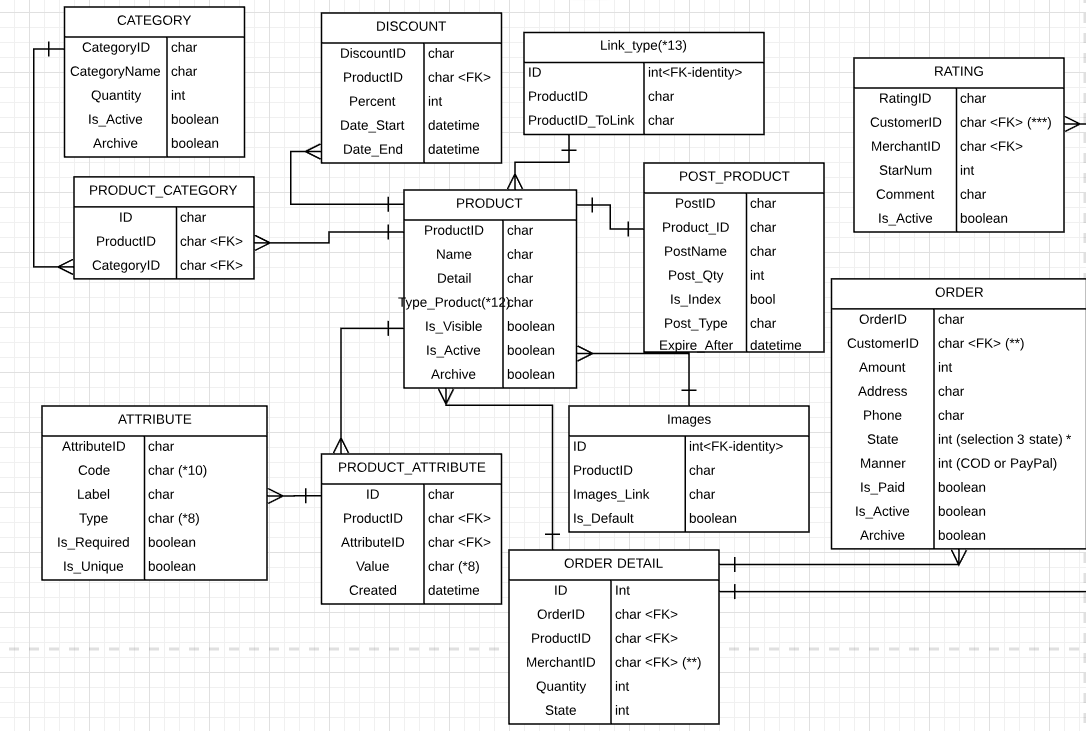 CATEGORY
CategoryID char
CategoryName char
Quantity int
Is_Active boolean
Archive boolean
DISCOUNT
DiscountID char
ProductID char <FK>
Percent int
Date_Start datetime
Date_End datetime
Link_type(*13)
ID int<FK-identity>
ProductID char
ProductID_ToLink char
RATING
RatingID char
CustomerID char <FK> (***)
MerchantID char <FK>
StarNum int
Comment char
Is_Active boolean
PRODUCT_CATEGORY
ID char
ProductID char <FK>
CategoryID char <FK>
PRODUCT
ProductID char
Name char
Detail char
Type_Product(*12) char
Is_Visible boolean
Is_Active boolean
Archive boolean
POST_PRODUCT
PostID char
Product_ID char
PostName char
Post_Qty int
Is_Index bool
Post_Type char
Expire_After datetime
ORDER
OrderID char
CustomerID char <FK> (**)
Amount int
Address char
Phone char
State int (selection 3 state) *
Manner int (COD or PayPal)
Is_Paid boolean
Is_Active boolean
Archive boolean
ATTRIBUTE
AttributeID char
Code char (*10)
Label char
Type char (*8)
Is_Required boolean
Is_Unique boolean
PRODUCT_ATTRIBUTE
ID char
ProductID char <FK>
AttributeID char <FK>
Value char (*8)
Created datetime
Images
ID int<FK-identity>
ProductID char
Images_Link char
Is_Default boolean
ORDER DETAIL
ID Int
OrderID char <FK>
ProductID char <FK>
MerchantID char <FK> (**)
Quantity int
State int